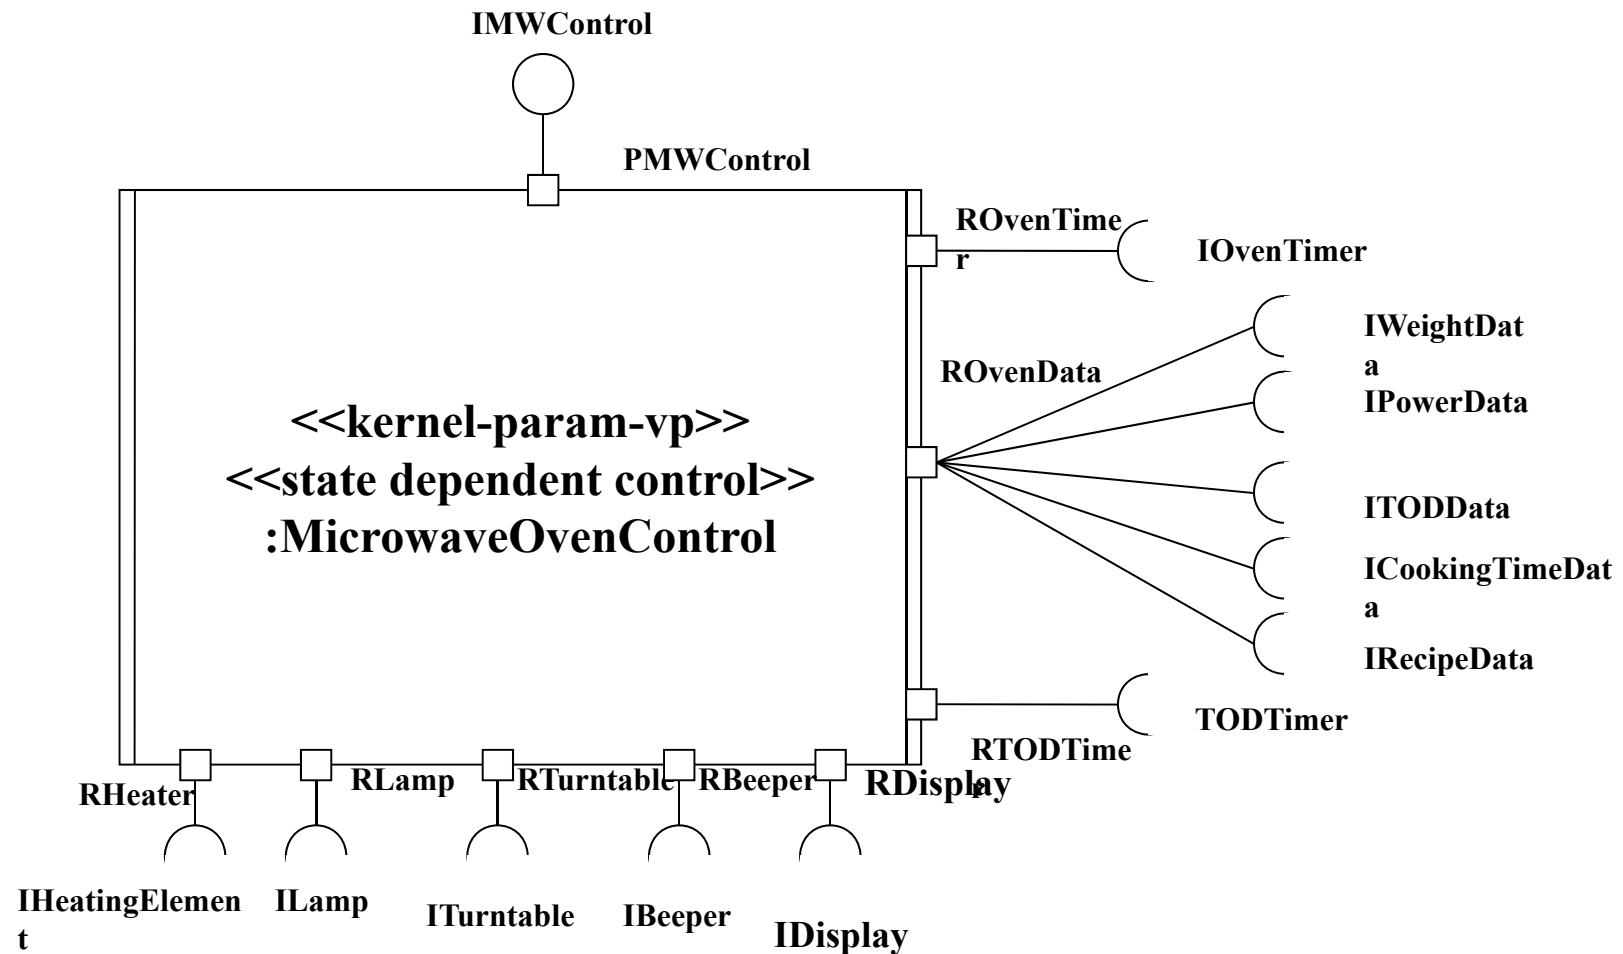 IMWControl
PMWControl
ROvenTime
r
IOvenTimer
IWeightDat
a
ROvenData
IPowerData
<<kernel-param-vp>>
<<state dependent control>>
:MicrowaveOvenControl
ITODData
ICookingTimeDat
a
IRecipeData
TODTimer
RTODTime
r
RHeater
RLamp
RTurntable
RBeeper
RDisplay
IHeatingElemen
t
ILamp
ITurntable
IBeeper
IDisplay